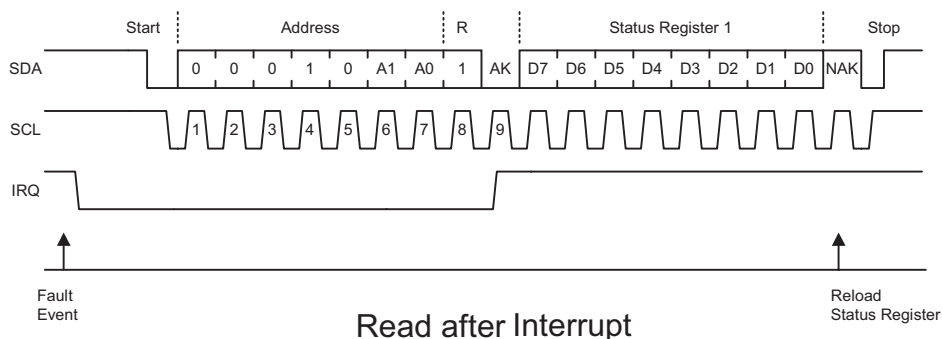 Start Address R Status Register 1 Stop
SDA 0 0 0 1 0 A1 A0 1 AK D7 D6 D5 D4 D3 D2 D1 D0 NAK
SCL 1 2 3 4 5 6 7 8 9
IRQ
Fault
Event
Reload
Status Register
Read after Interrupt